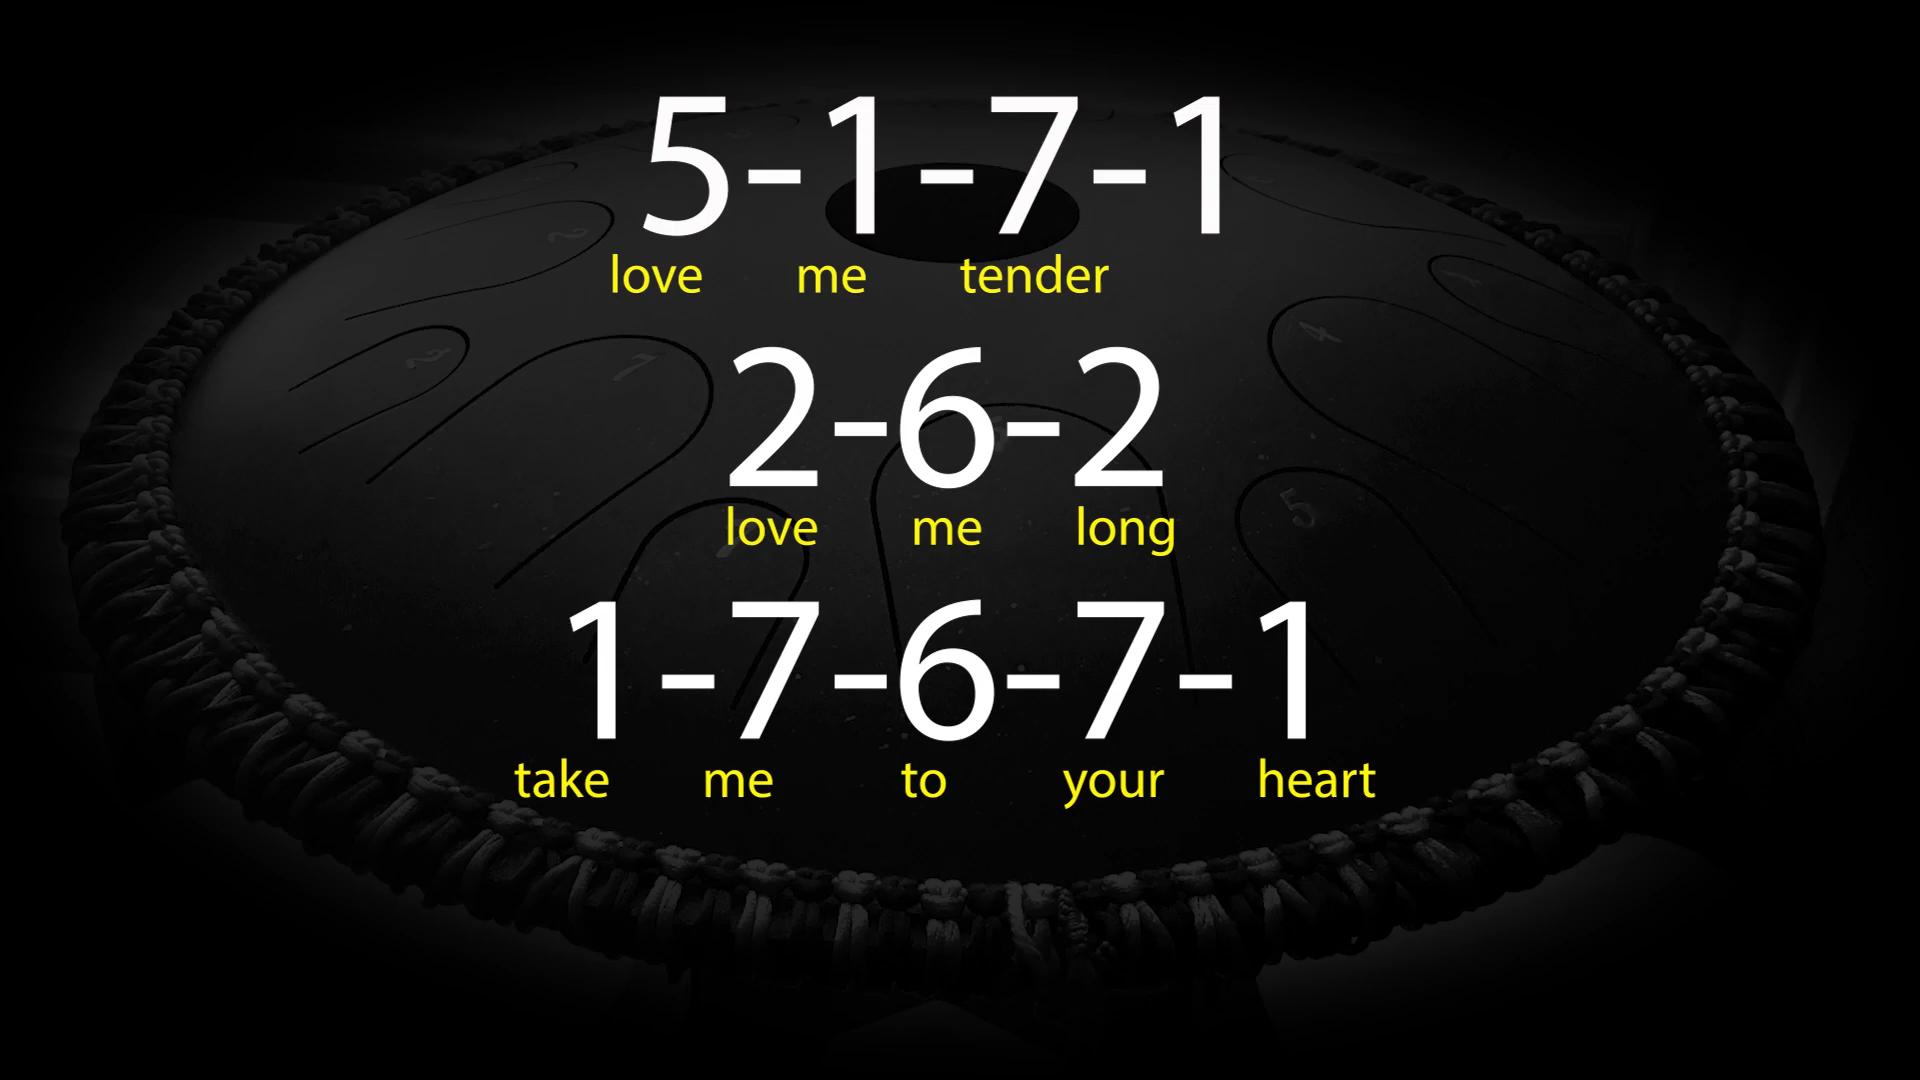 5-1-7-1
love me tender
2-6-2
love me long
1-7-6-7-1
take me to your heart